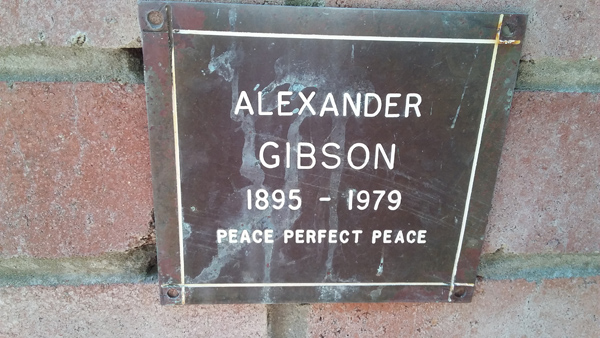 ALEXANDER
GIBSON
1895 - 1979
PEACE PERFECT PEACE